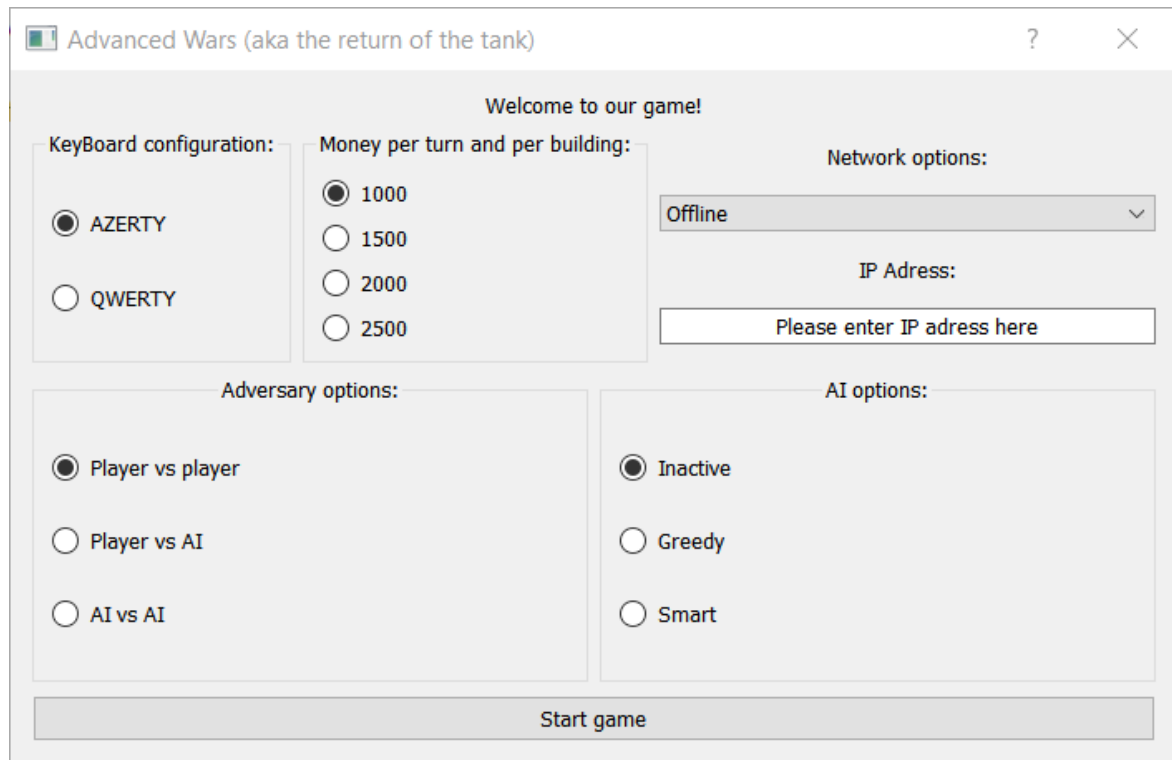 Advanced Wars (aka the return of the tank)
?
Welcome to our game!
KeyBoard configuration:
AZERTY
QWERTY
Money per turn and per building:
1000
1500
2000
2500
Network options:
Offline
IP Adress:
Please enter IP adress here
Adversary options:
Player vs player
Player vs AI
AI vs AI
AI options:
Inactive
Greedy
Smart
Start game